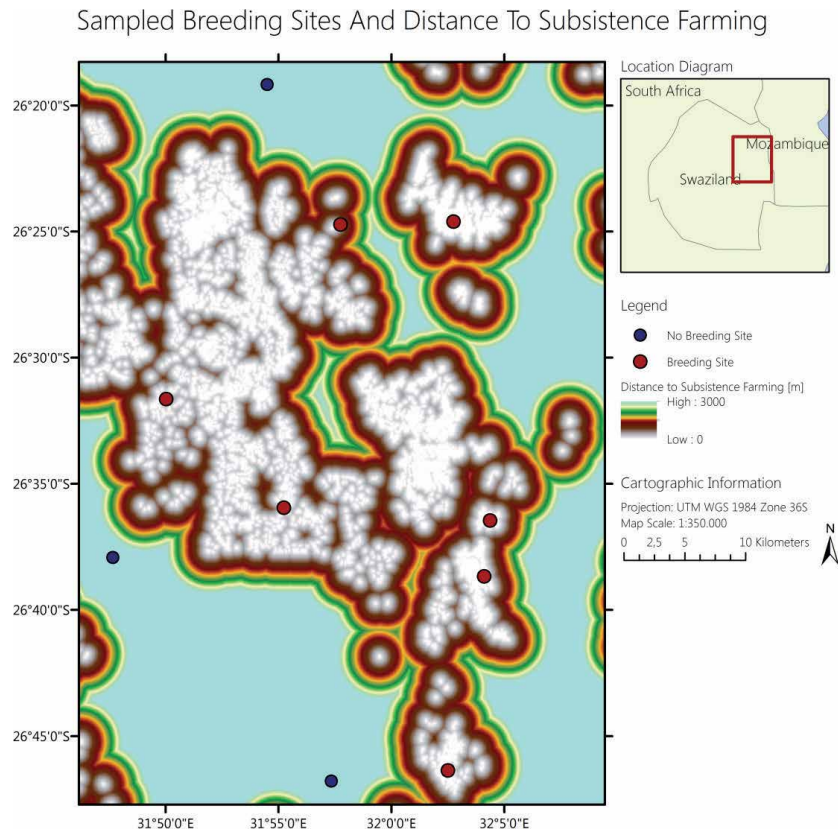 Sampled Breeding Sites And Distance To Subsistence Farming
Location Diagram
South Africa
Mozambique
Swaziland
Legend
No Breeding Site
Breeding Site
Distance to Subsistence Farming [m]
High : 3000
Low : 0
Cartographic Information
Projection: UTM WGS 1984 Zone 36S
Map Scale: 1:350.000
N
0 2,5 5 10 Kilometers
26°20'0"S
26°25'0"S
26°30'0"S
26°35'0"S
26°40'0"S
26°45'0"S
31°50'0"E 31°55'0"E 32°0'0"E 32°5'0"E